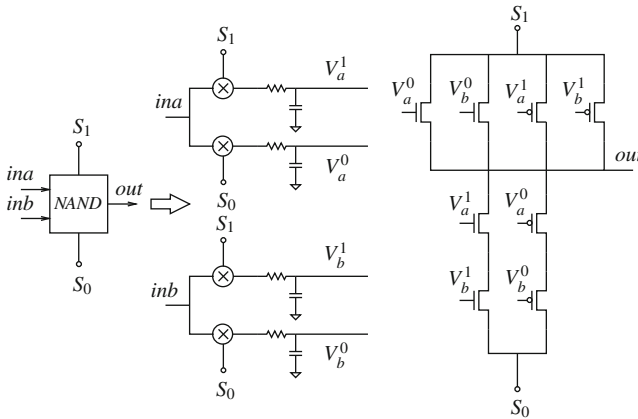 S₁
ina
inb
NAND
out
S₀
S₁
ina
V_a^1
V_a^0
S₀
S₁
inb
V_b^1
V_b^0
S₀
S₁
V_a^0
V_b^0
V_a^1
V_b^1
out
V_a^1
V_a^0
V_b^1
V_b^0
S₀